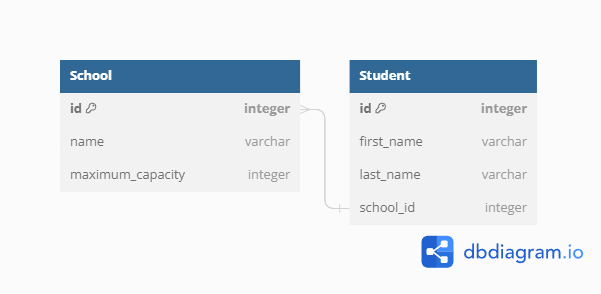 School
id integer
name varchar
maximum_capacity integer
Student
id integer
first_name varchar
last_name varchar
school_id integer
dbdiagram.io